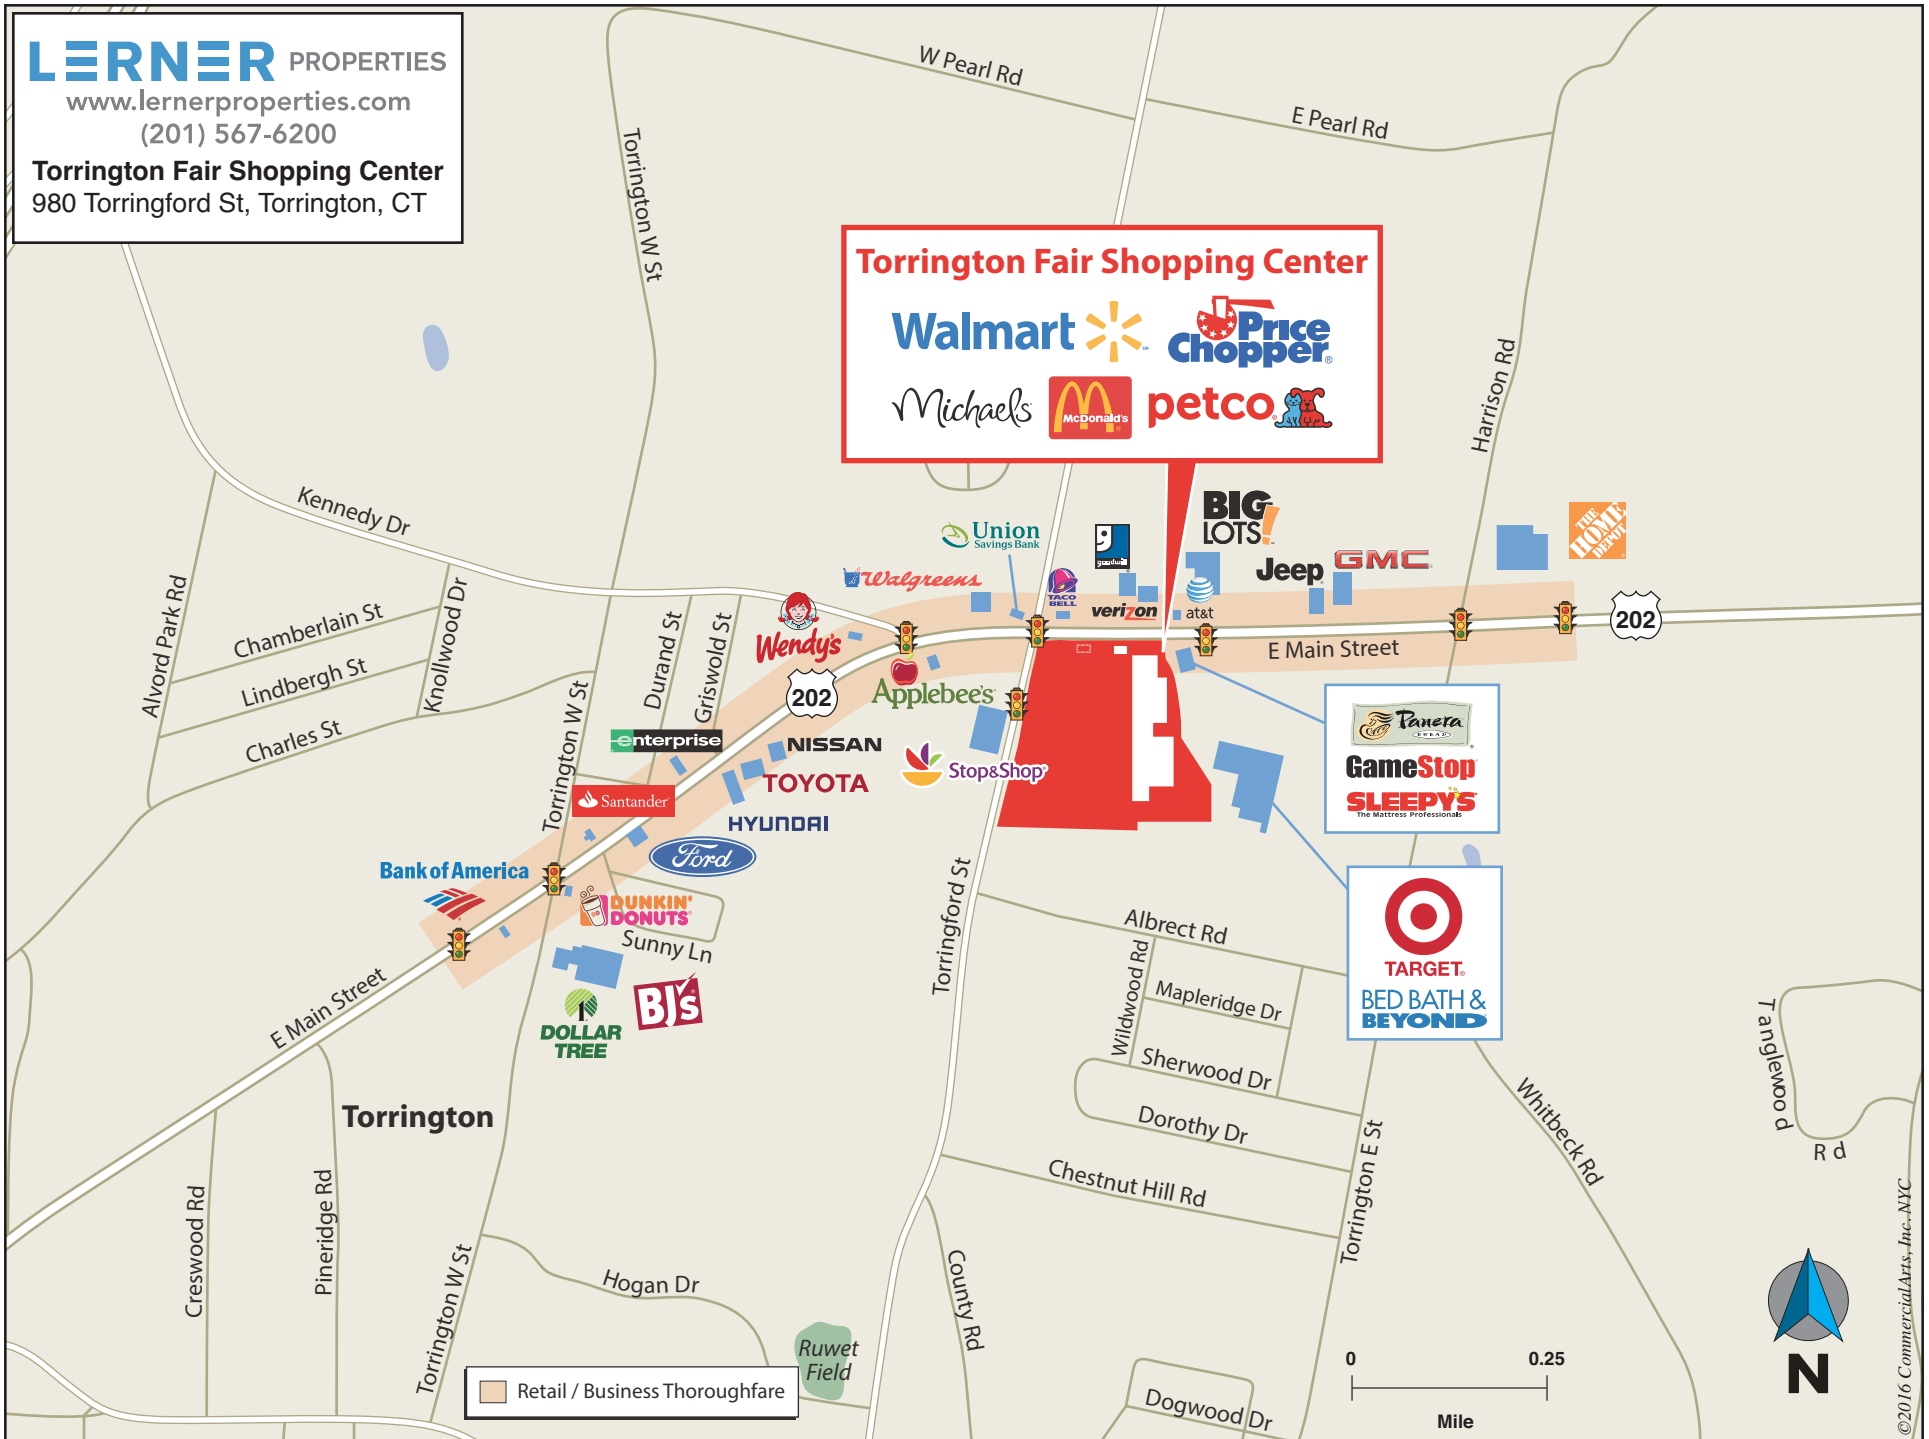 LERNER PROPERTIES
www.lernerproperties.com
(201) 567-6200
Torrington Fair Shopping Center
980 Torringford St, Torrington, CT
W Pearl Rd
E Pearl Rd
Torrington W St
Harrison Rd
Torrington Fair Shopping Center
Walmart
Price Chopper®
Michaels
McDonald's
petco
Kennedy Dr
Alvord Park Rd
Chamberlain St
Lindbergh St
Charles St
Knollwood Dr
Torrington W St
Durand St
Griswold St
Union
Savings Bank
Walgreens
goodwill
BIG
LOTS!
Jeep
GMC
THE
HOME
DEPOT
TACO
BELL
verizon
at&t
Wendy's
Applebee's
202
202
E Main Street
enterprise
NISSAN
TOYOTA
HYUNDAI
Ford
Santander
Stop&Shop
Bank of America
DUNKIN'
DONUTS
Sunny Ln
DOLLAR
TREE
BJ's
Panera
BREAD
GameStop
SLEEPY'S
The Mattress Professionals
TARGET
BED BATH &
BEYOND
E Main Street
Torrington
Torringford St
Albrect Rd
Wildwood Rd
Mapleridge Dr
Sherwood Dr
Dorothy Dr
Chestnut Hill Rd
Torrington E St
Whitbeck Rd
Tanglewood
Rd
Creswood Rd
Pineridge Rd
Torrington W St
Hogan Dr
County Rd
Ruwet
Field
Dogwood Dr
Retail / Business Thoroughfare
0 0.25
Mile
N
©2016 CommercialArts, Inc. NYC